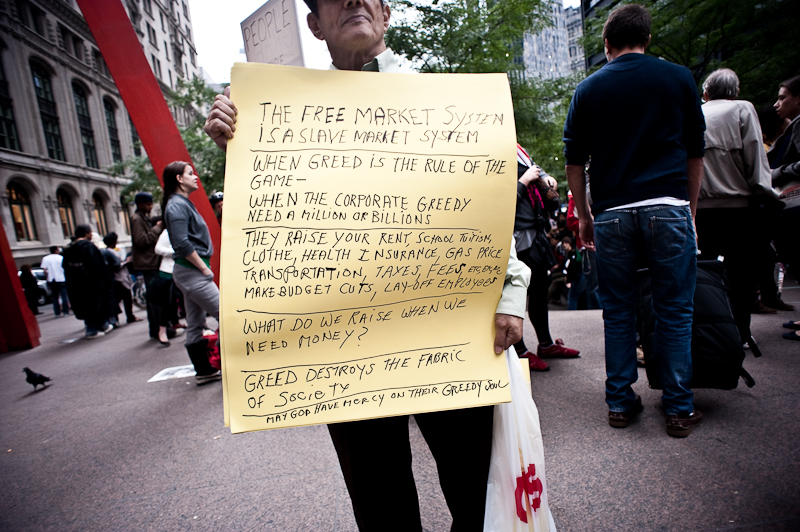 PEOPLE
THE FREE MARKET SYSTEM
IS A SLAVE MARKET SYSTEM
WHEN GREED IS THE RULE OF THE
GAME—
WHEN THE CORPORATE GREEDY
NEED A MILLION OR BILLIONS
THEY RAISE YOUR RENT, SCHOOL TUITISM,
CLOTHE, HEALTH INSURANCE, GAS PRICE
TRANSPORTATION, TAXES, FEES, ETC,
MAKE BUDGET CUTS, LAY-OFF EMPLOYEES
WHAT DO WE RAISE WHEN WE
NEED MONEY?
GREED DESTROYS THE FABRIC
OF SOCIETY
MAY GOD HAVE MERCY ON THEIR GREEDY SOUL